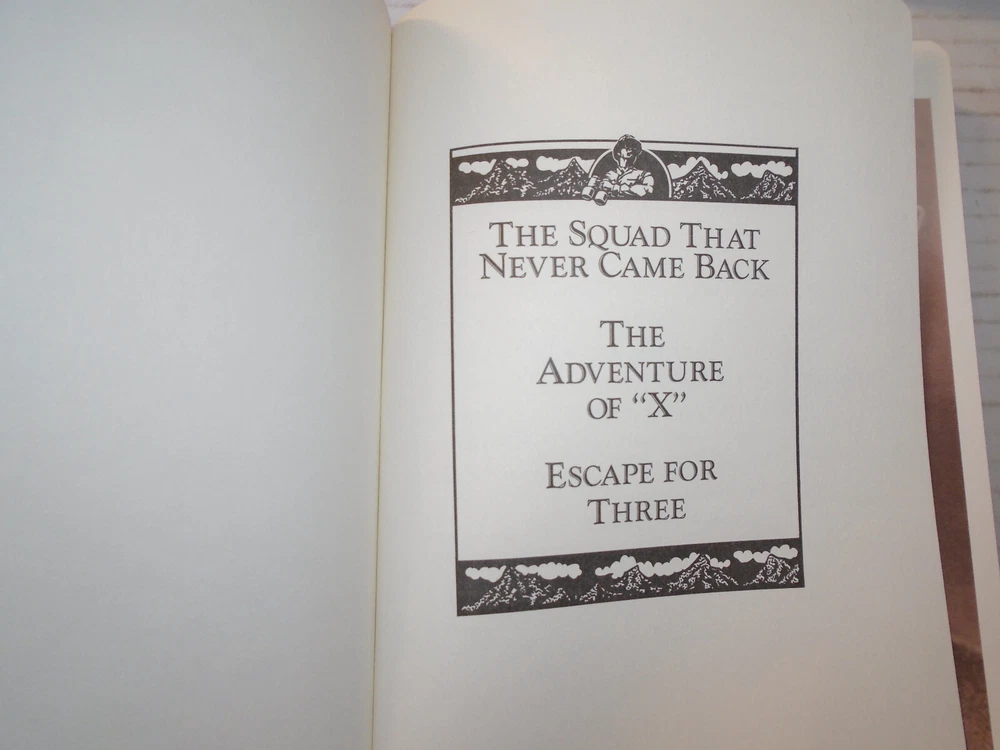 THE SQUAD THAT
NEVER CAME BACK
THE
ADVENTURE
OF “X”
ESCAPE FOR
THREE